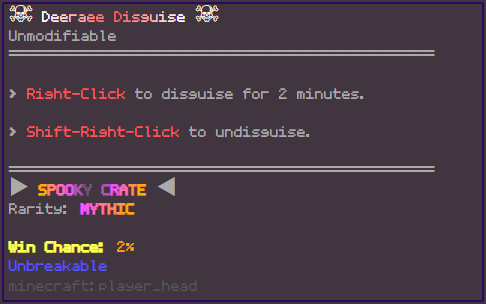 ☠ Deeraee Disguise ☠
Unmodifiable
> Right-Click to disguise for 2 minutes.
> Shift-Right-Click to undisguise.
▶ SPOOKY CRATE ◀
Rarity: MYTHIC
Win Chance: 2%
Unbreakable
minecraft:player_head